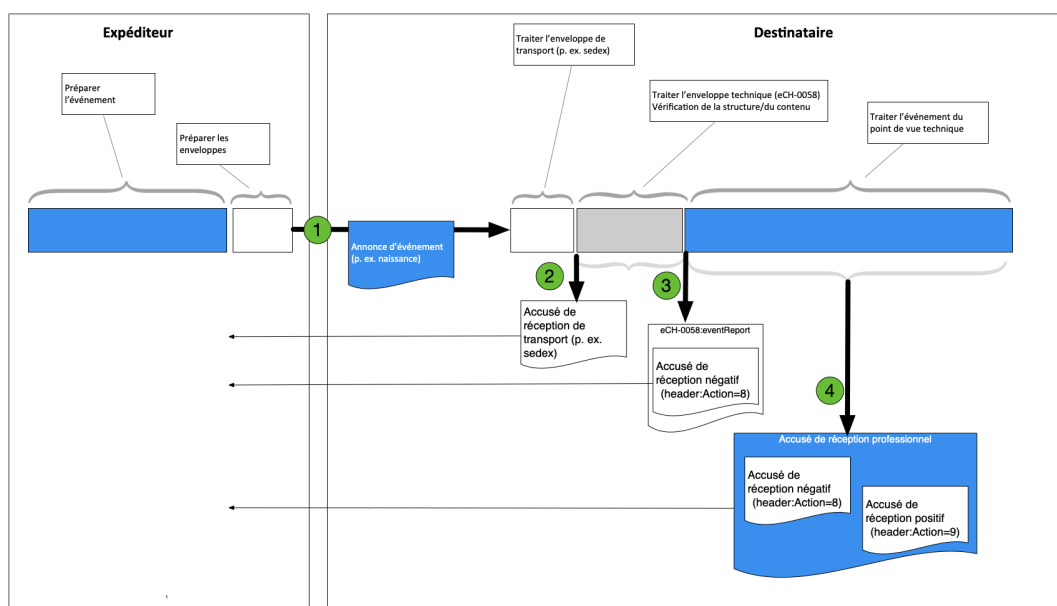 Expéditeur
Destinataire
Préparer
l'événement
Préparer les
enveloppes
Traiter l'enveloppe de
transport (p. ex. sedex)
Traiter l'enveloppe technique (eCH-0058)
Vérification de la structure/du contenu
Traiter l'événement du
point de vue technique
1
Annonce d'événement
(p. ex. naissance)
2
3
Accusé de
réception de
transport (p. ex.
sedex)
eCH-0058:eventReport
Accusé de
réception négatif
(header:Action=8)
4
Accusé de réception professionnel
Accusé de
réception négatif
(header:Action=8)
Accusé de
réception positif
(header:Action=9)